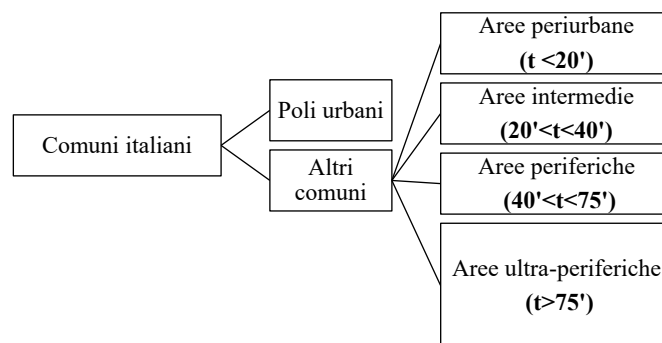 Comuni italiani
Poli urbani
Altri
comuni
Aree periurbane
(t <20')
Aree intermedie
(20'<t<40')
Aree periferiche
(40'<t<75')
Aree ultra-periferiche
(t>75')